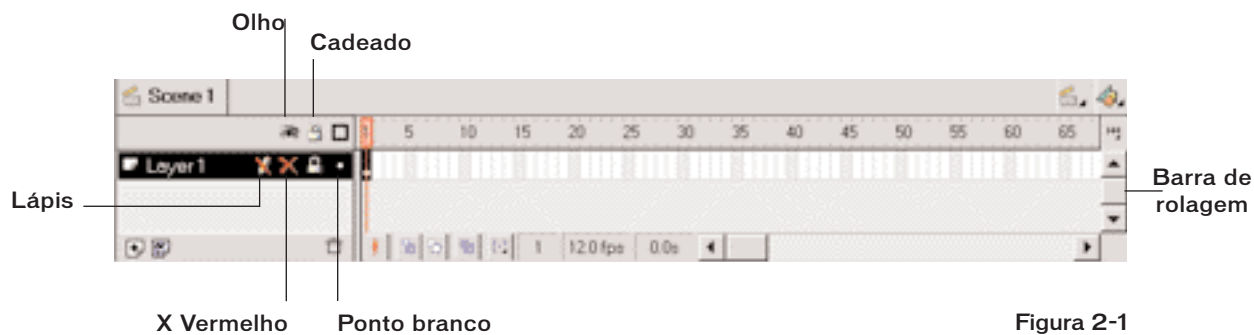 Olho
Cadeado
Scene 1
5 10 15 20 25 30 35 40 45 50 55 60 65
Layer 1
Lápis
Barra de
rolagem
1 12.0 fps 0.0s
X Vermelho Ponto branco
Figura 2-1